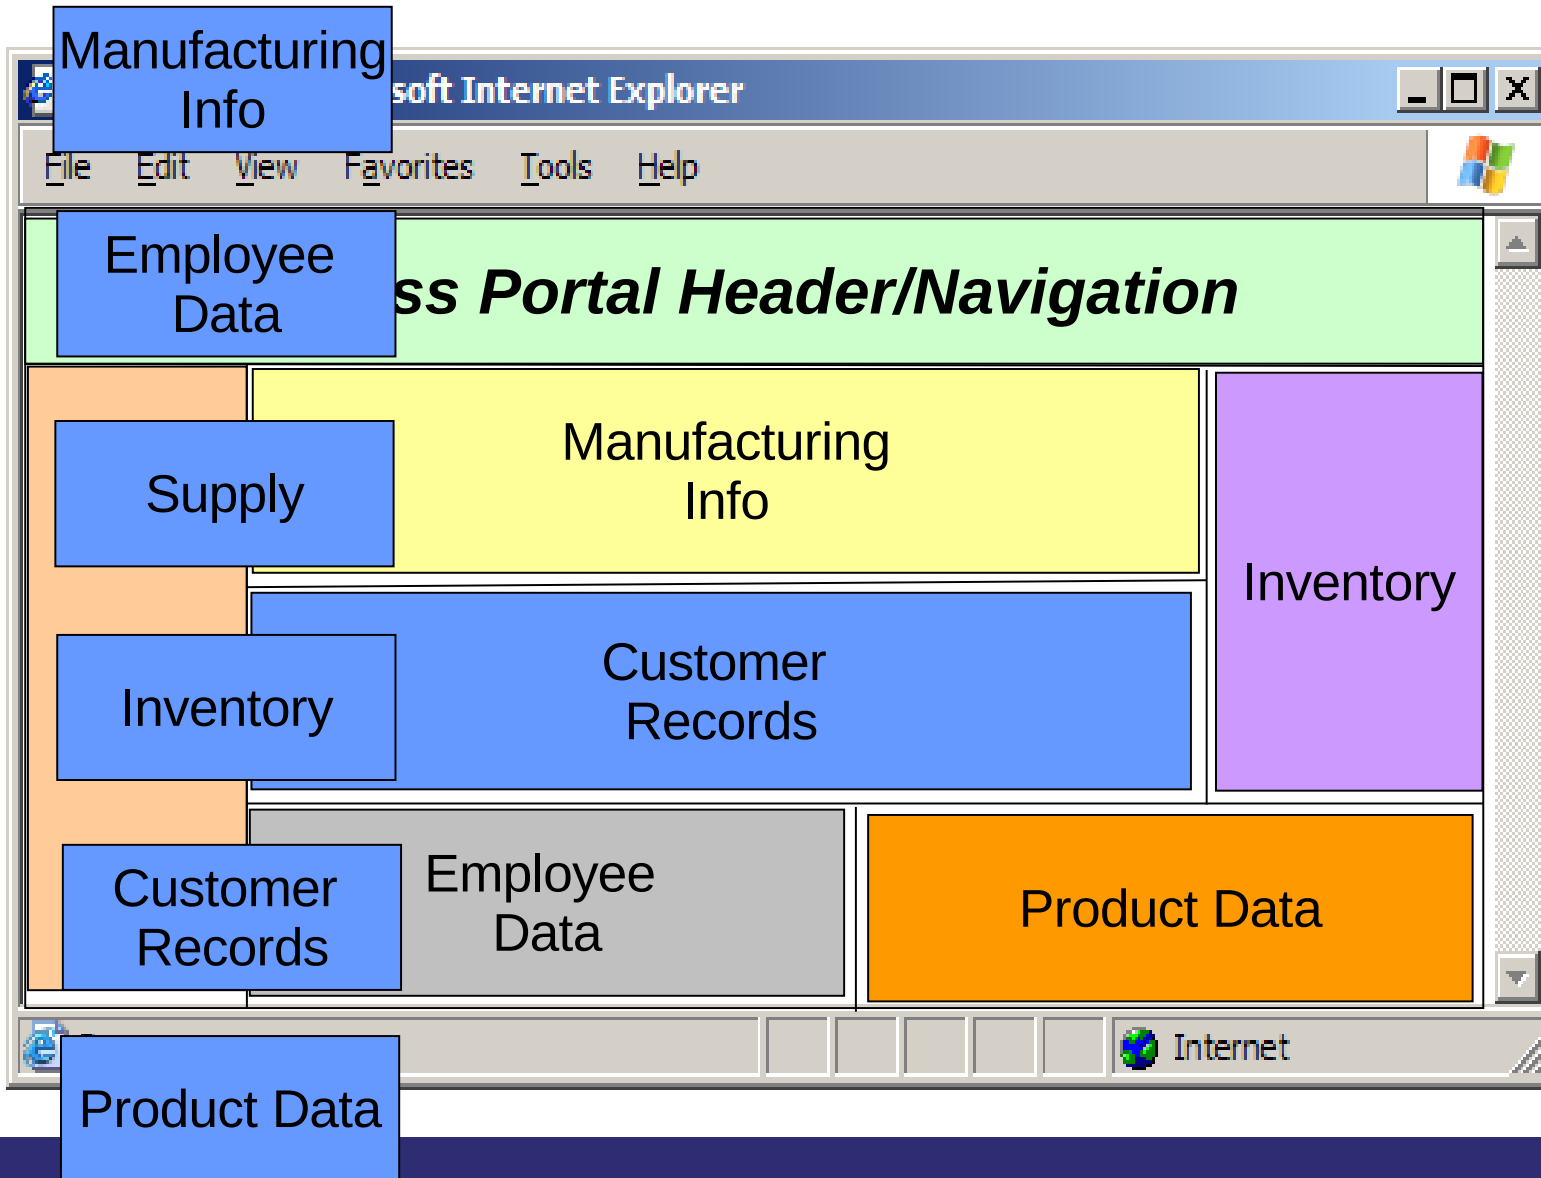 Manufacturing
Info
soft Internet Explorer
File Edit View Favorites Tools Help
Employee
Data
ss Portal Header/Navigation
Supply
Manufacturing
Info
Inventory
Inventory
Customer
Records
Customer
Records
Employee
Data
Product Data
Internet
Product Data